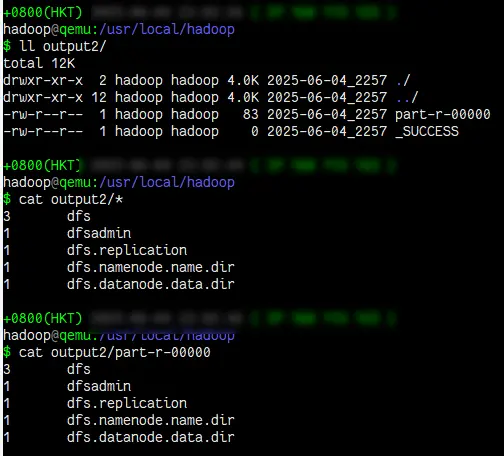 +0800(HKT)
hadoop@qemu:/usr/local/hadoop
$ ll output2/
total 12K
drwxr-xr-x  2 hadoop hadoop 4.0K 2025-06-04_2257 ./
drwxr-xr-x 12 hadoop hadoop 4.0K 2025-06-04_2257 ../
-rw-r--r--  1 hadoop hadoop   83 2025-06-04_2257 part-r-00000
-rw-r--r--  1 hadoop hadoop    0 2025-06-04_2257 _SUCCESS
+0800(HKT)
hadoop@qemu:/usr/local/hadoop
$ cat output2/*
3       dfs
1       dfsadmin
1       dfs.replication
1       dfs.namenode.name.dir
1       dfs.datanode.data.dir
+0800(HKT)
hadoop@qemu:/usr/local/hadoop
$ cat output2/part-r-00000
3       dfs
1       dfsadmin
1       dfs.replication
1       dfs.namenode.name.dir
1       dfs.datanode.data.dir